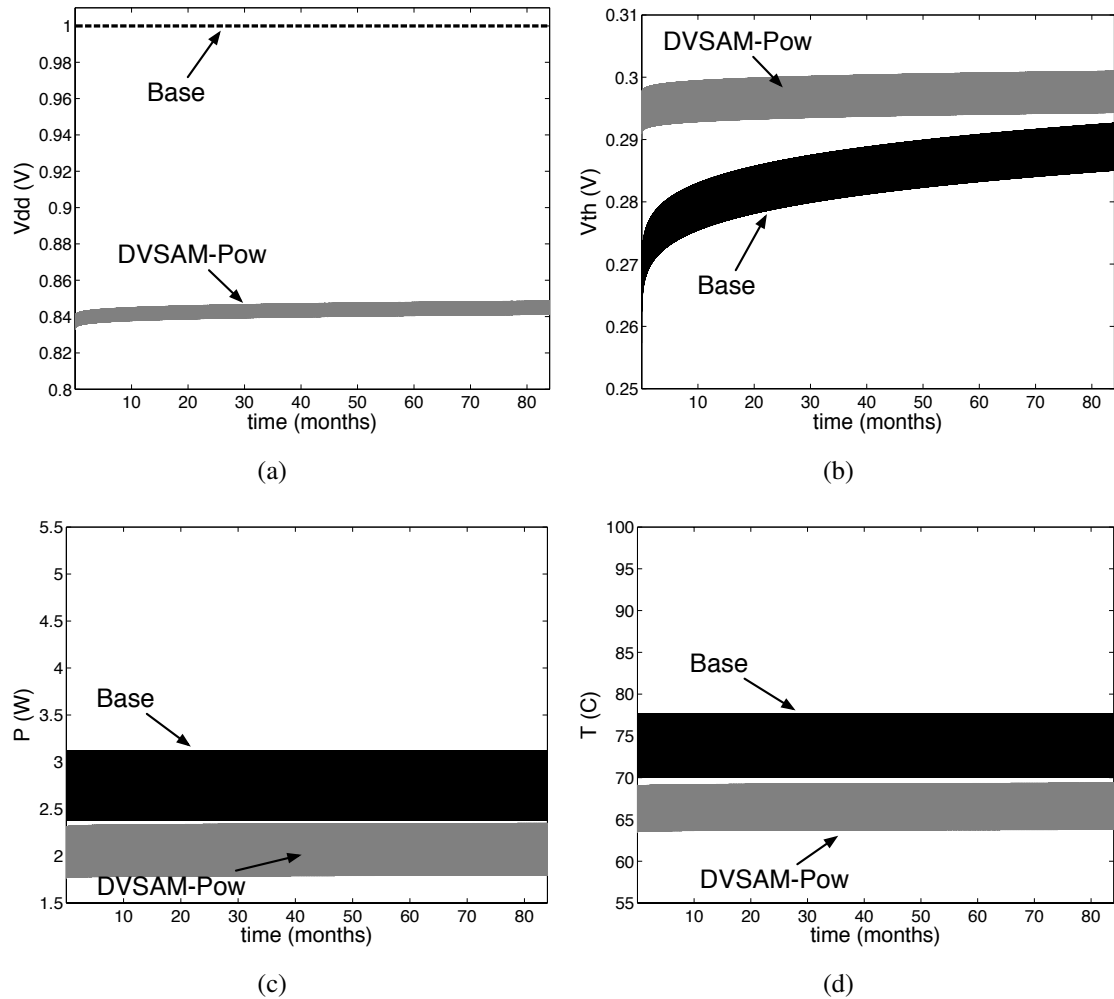 1
0.98
0.96
0.94
0.92
0.9
0.88
0.86
0.84
0.82
0.8
Vdd (V)
Base
DVSAM-Pow
10 20 30 40 50 60 70 80
time (months)
(a)
0.31
0.3
0.29
0.28
0.27
0.26
0.25
Vth (V)
DVSAM-Pow
Base
10 20 30 40 50 60 70 80
time (months)
(b)
5.5
5
4.5
4
3.5
3
2.5
2
1.5
P (W)
Base
DVSAM-Pow
10 20 30 40 50 60 70 80
time (months)
(c)
100
95
90
85
80
75
70
65
60
55
T (C)
Base
DVSAM-Pow
10 20 30 40 50 60 70 80
time (months)
(d)